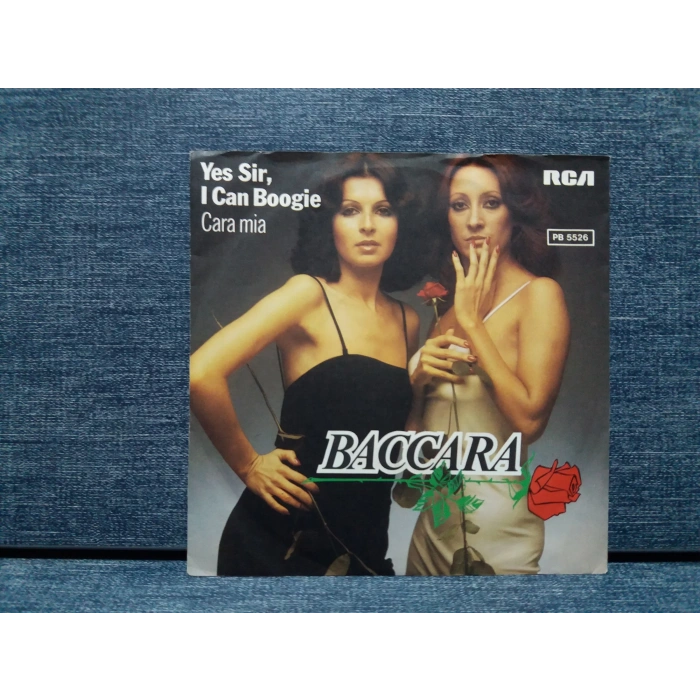 Yes Sir,
I Can Boogie
Cara mia
RCA
PB 5526
BACCARA